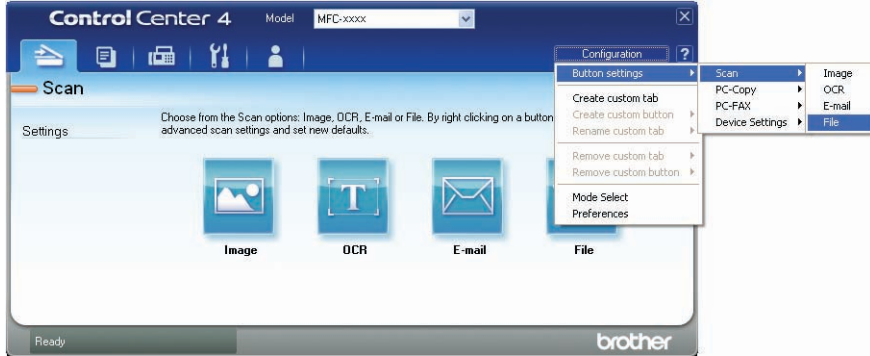 Control Center 4
Model
MFC-xxxx
Configuration
?
Scan
Settings
Choose from the Scan options: Image, OCR, E-mail or File. By right clicking on a button
advanced scan settings and set new defaults.
Image
OCR
E-mail
File
Button settings
Create custom tab
Create custom button
Rename custom tab
Remove custom tab
Remove custom button
Mode Select
Preferences
Scan
PC-Copy
PC-FAX
Device Settings
Image
OCR
E-mail
File
Ready
brother